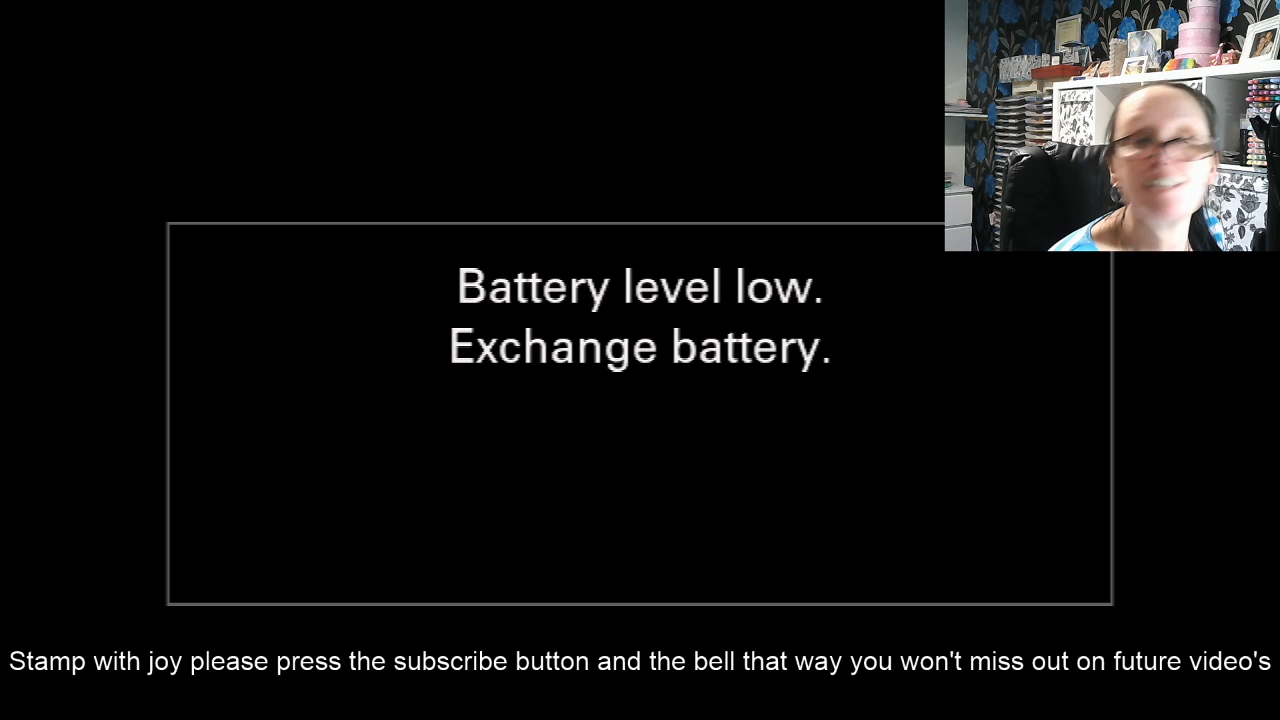 Battery level low.
Exchange battery.
Stamp with joy please press the subscribe button and the bell that way you won't miss out on future video's